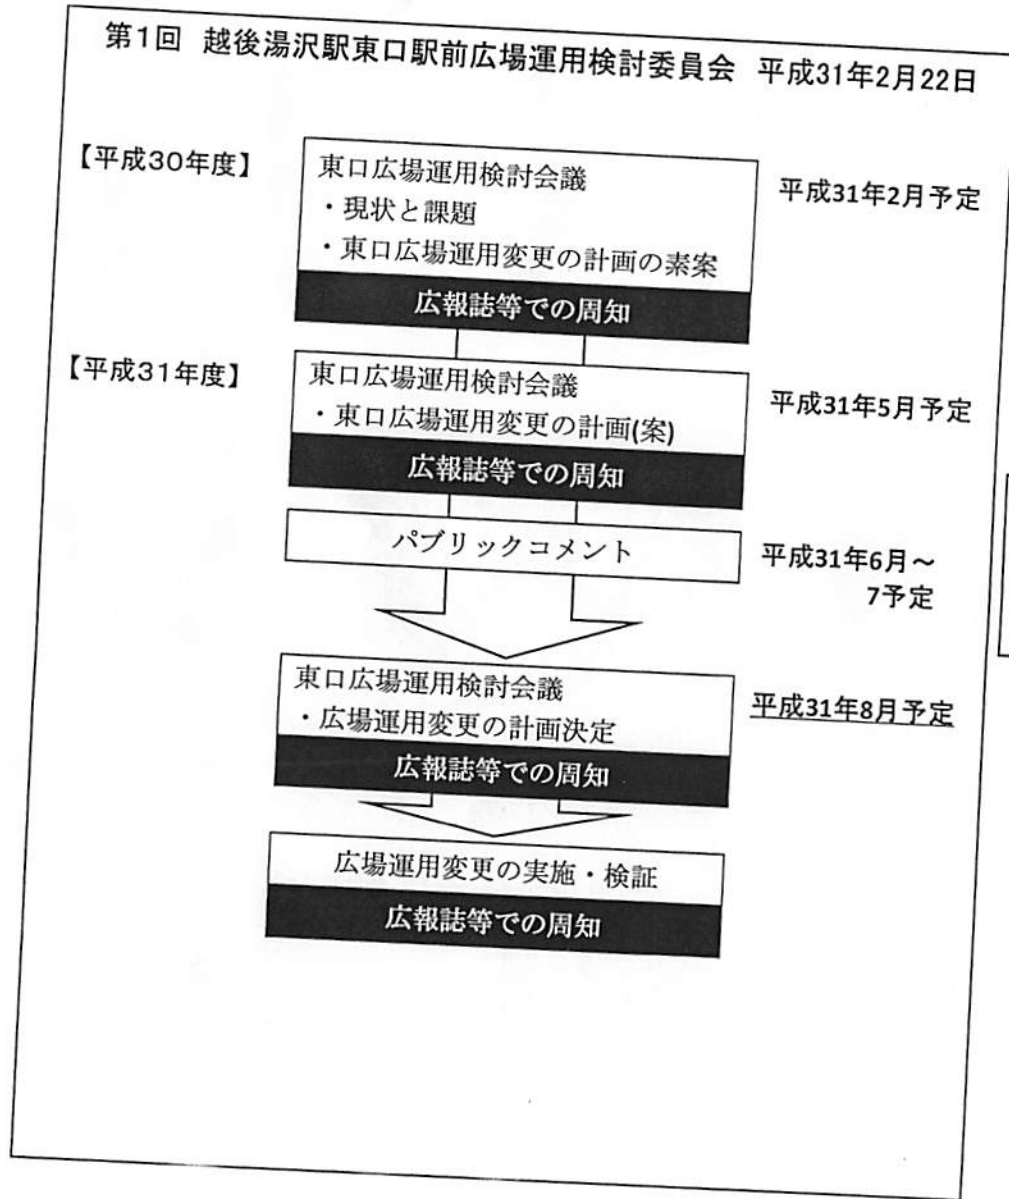 第1回 越後湯沢駅東口駅前広場運用検討委員会 平成31年2月22日
【平成30年度】
東口広場運用検討会議
・現状と課題
・東口広場運用変更の計画の素案
広報誌等での周知
平成31年2月予定
【平成31年度】
東口広場運用検討会議
・東口広場運用変更の計画(案)
広報誌等での周知
平成31年5月予定
パブリックコメント
平成31年6月～
7予定
東口広場運用検討会議
・広場運用変更の計画決定
広報誌等での周知
平成31年8月予定
広場運用変更の実施・検証
広報誌等での周知